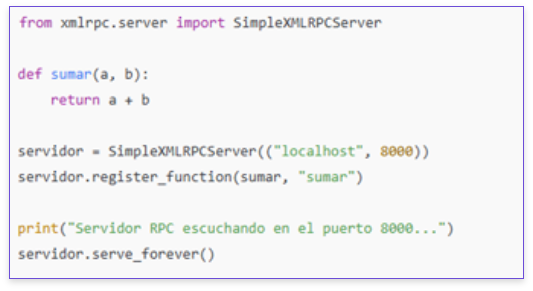 from xmlrpc.server import SimpleXMLRPCServer
def sumar(a, b):
    return a + b
servidor = SimpleXMLRPCServer(("localhost", 8000))
servidor.register_function(sumar, "sumar")
print("Servidor RPC escuchando en el puerto 8000...")
servidor.serve_forever()